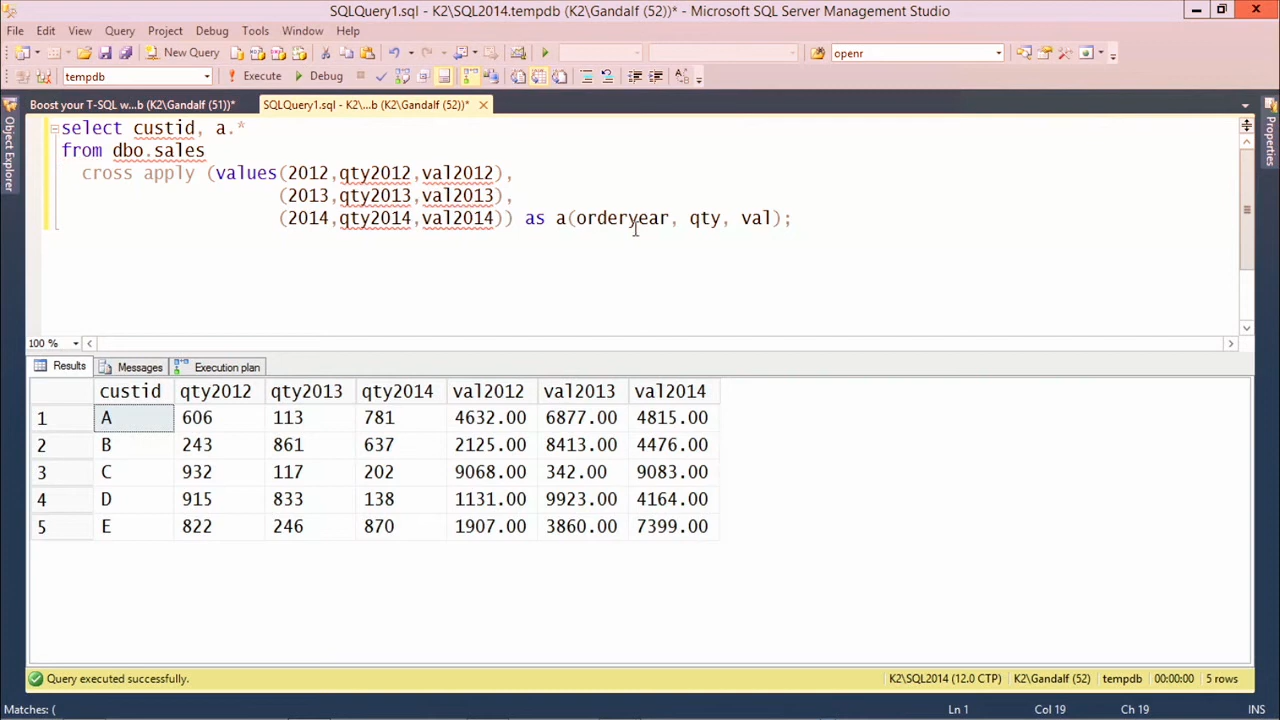 SQLQuery1.sql - K2\SQL2014.tempdb (K2\Gandalf (52))* - Microsoft SQL Server Management Studio
File Edit View Query Project Debug Tools Window Help
New Query openr
tempdb Execute Debug
Boost your T-SQL w...b (K2\Gandalf (51))* SQLQuery1.sql - K2\...b (K2\Gandalf (52))*
Object Explorer
Properties
select custid, a.*
from dbo.sales
cross apply (values(2012,qty2012,val2012),
(2013,qty2013,val2013),
(2014,qty2014,val2014)) as a(orderyear, qty, val);
100 %
Results Messages Execution plan
custid qty2012 qty2013 qty2014 val2012 val2013 val2014
1 A 606 113 781 4632.00 6877.00 4815.00
2 B 243 861 637 2125.00 8413.00 4476.00
3 C 932 117 202 9068.00 342.00 9083.00
4 D 915 833 138 1131.00 9923.00 4164.00
5 E 822 246 870 1907.00 3860.00 7399.00
Query executed successfully. K2\SQL2014 (12.0 CTP) K2\Gandalf (52) tempdb 00:00:00 5 rows
Matches: ( Ln 1 Col 19 Ch 19 INS